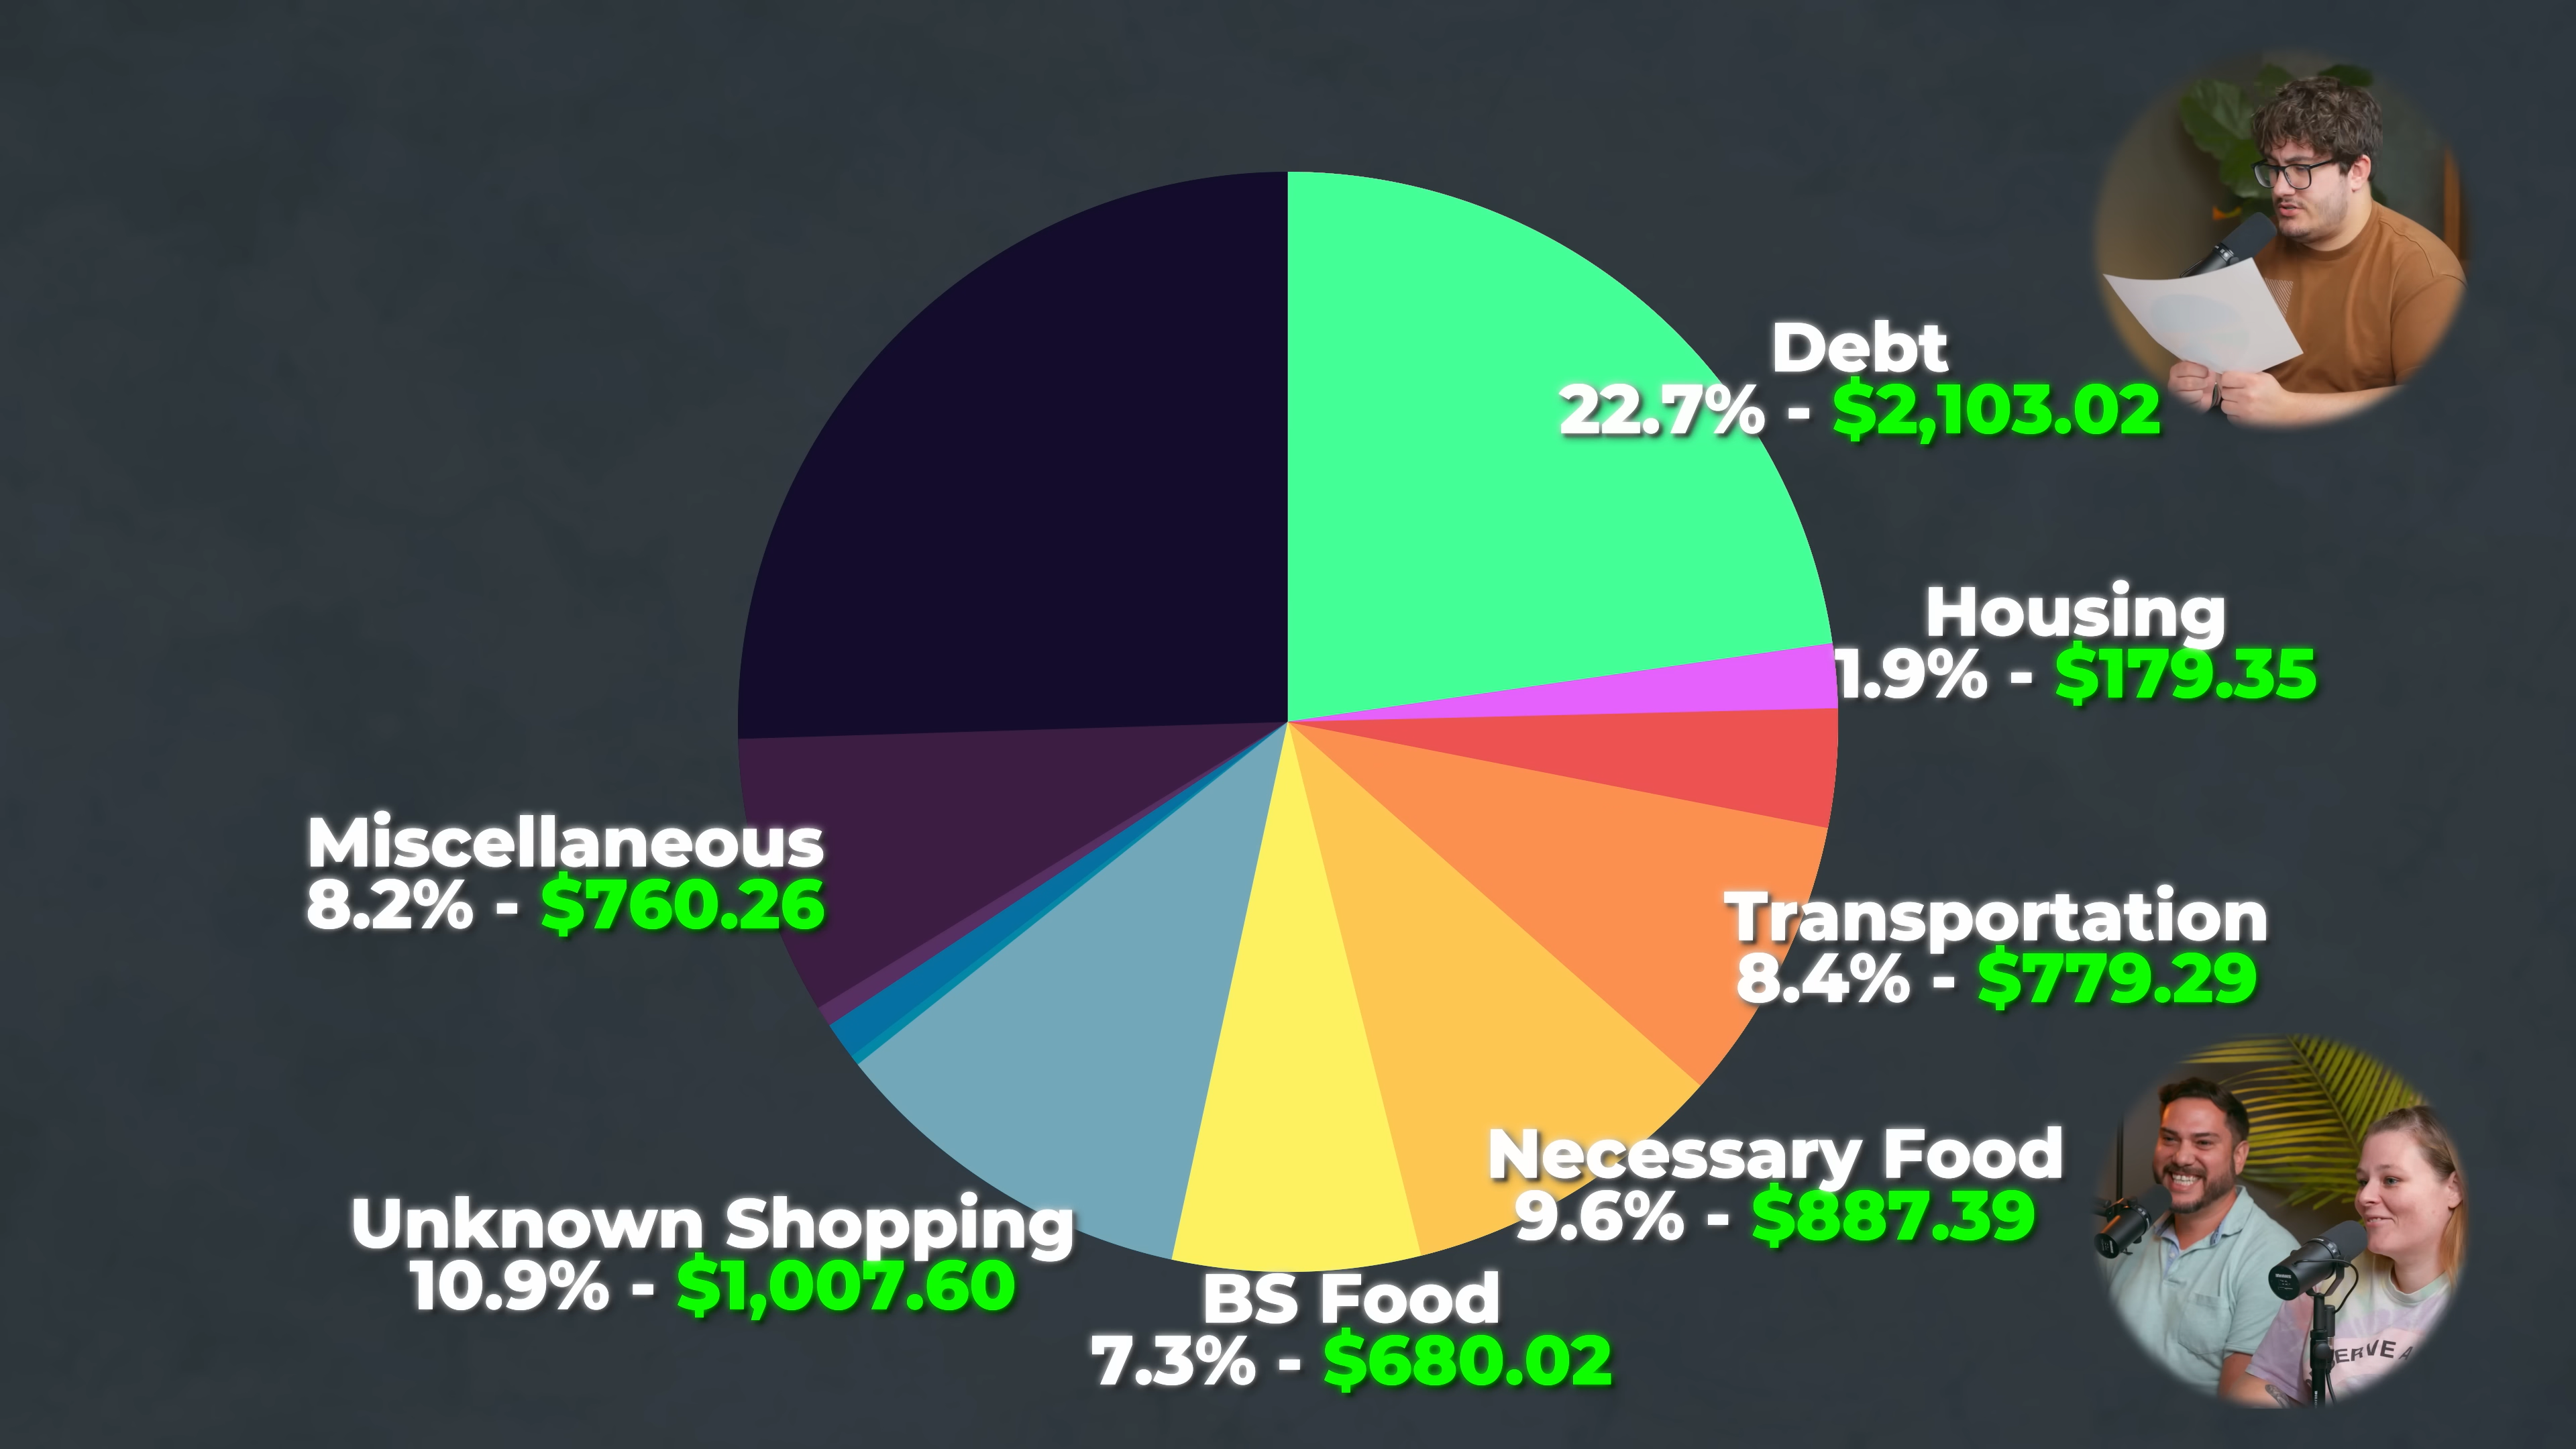 Debt
22.7% - $2,103.02
Housing
1.9% - $179.35
Transportation
8.4% - $779.29
Necessary Food
9.6% - $887.39
BS Food
7.3% - $680.02
Unknown Shopping
10.9% - $1,007.60
Miscellaneous
8.2% - $760.26